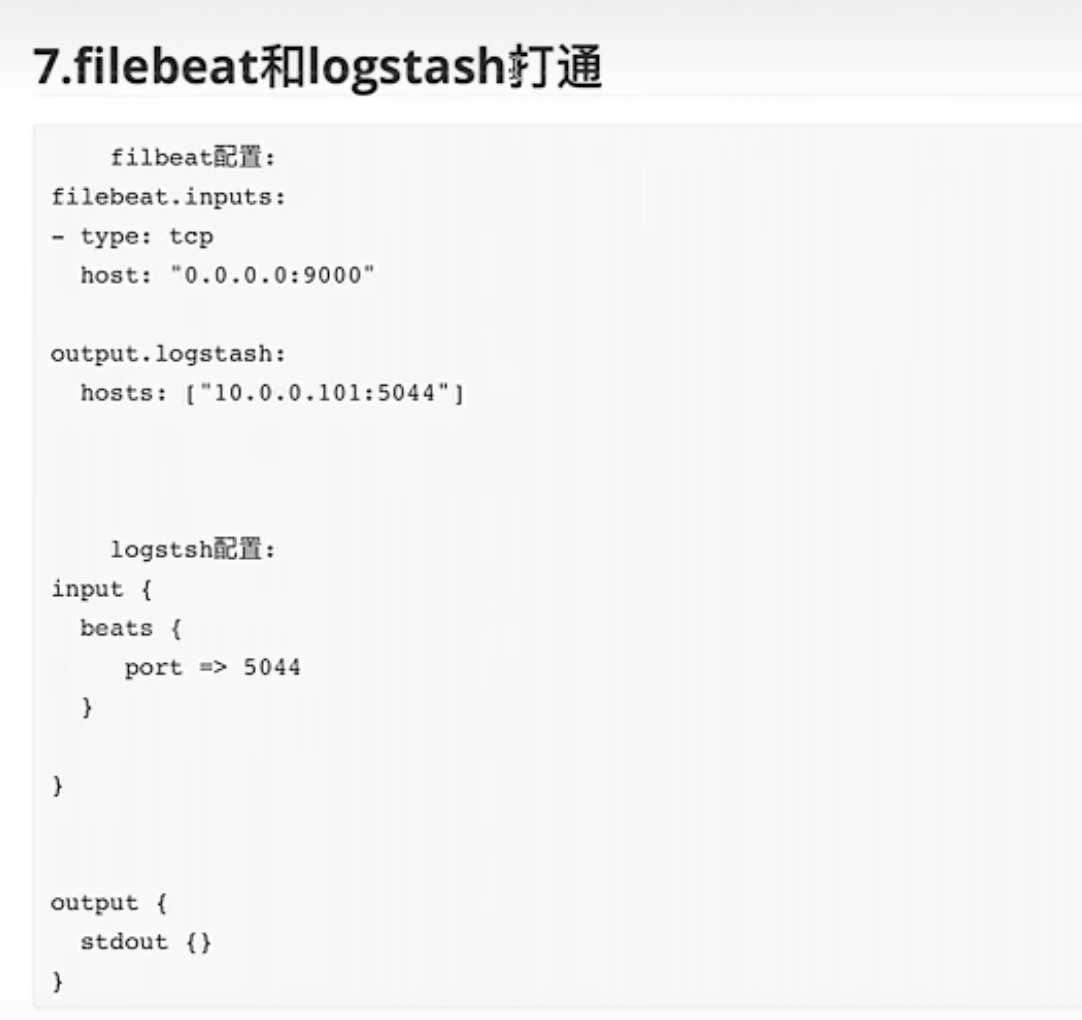 7.filebeat和logstash打通
filbeat配置:
filebeat.inputs:
- type: tcp
host: "0.0.0.0:9000"
output.logstash:
hosts: ["10.0.0.101:5044"]
logstsh配置:
input {
beats {
port => 5044
}
}
output {
stdout {}
}